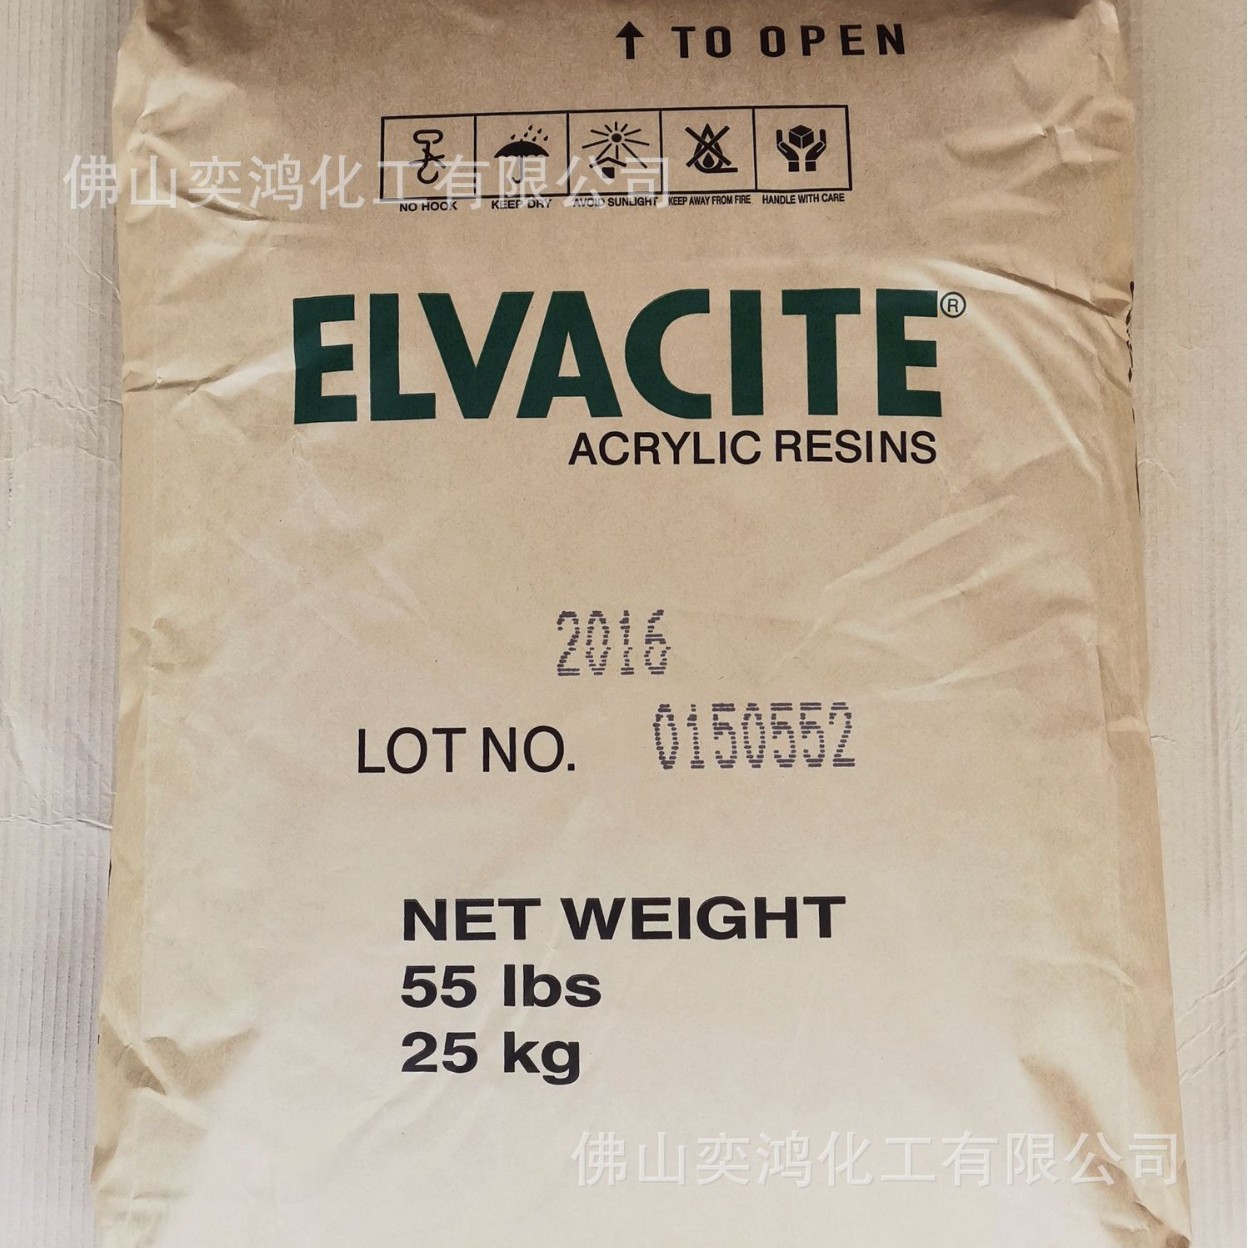 ↑ TO OPEN
NO HOOK KEEP DRY AVOID SUNLIGHT KEEP AWAY FROM FIRE HANDLE WITH CARE
佛山奕鸿化工有限公司
ELVACITE®
ACRYLIC RESINS
2016
LOT NO. 0150552
NET WEIGHT
55 lbs
25 kg
佛山奕鸿化工有限公司